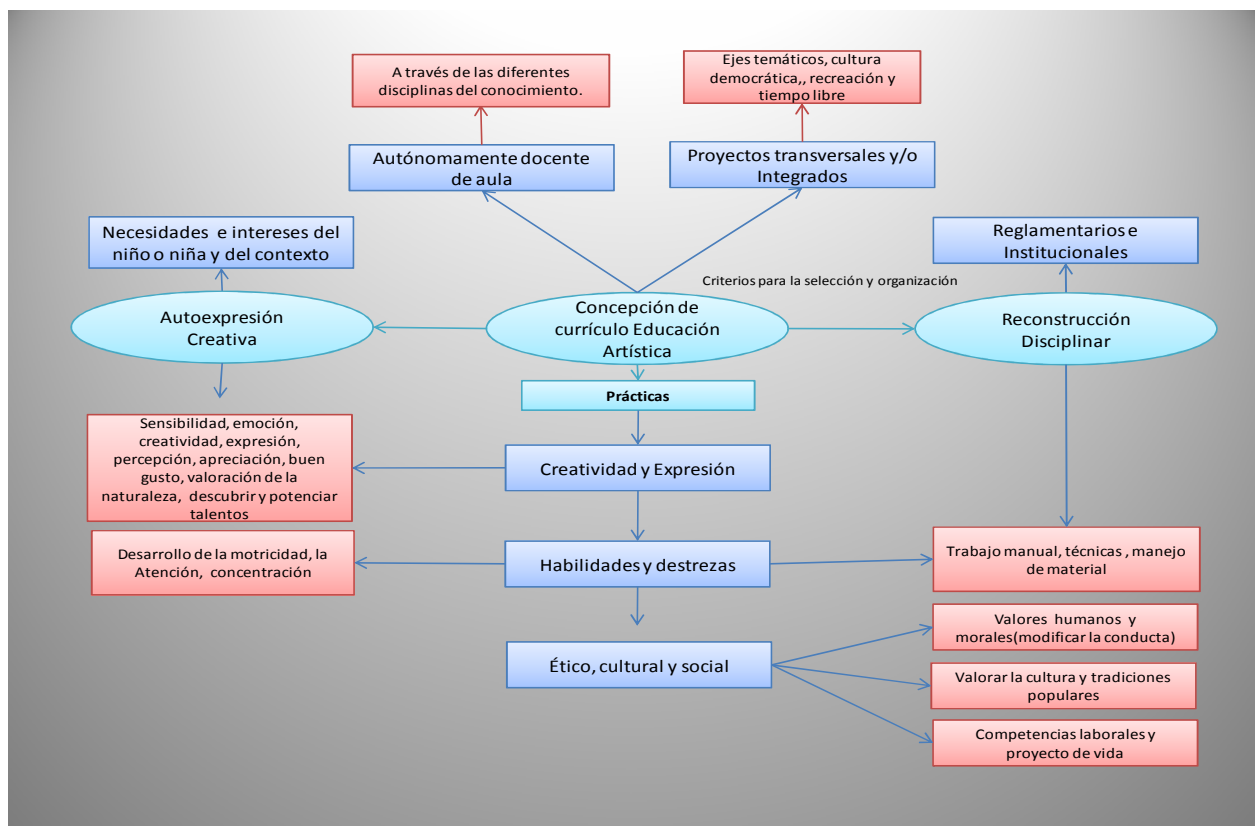 A través de las diferentes
disciplinas del conocimiento.
Ejes temáticos, cultura
democrática,, recreación y
tiempo libre
Autónomamente docente
de aula
Proyectos transversales y/o
Integrados
Necesidades e intereses del
niño o niña y del contexto
Reglamentarios e
Institucionales
Criterios para la selección y organización
Autoexpresión
Creativa
Concepción de
currículo Educación
Artística
Reconstrucción
Disciplinar
Prácticas
Sensibilidad, emoción,
creatividad, expresión,
percepción, apreciación, buen
gusto, valoración de la
naturaleza, descubrir y potenciar
talentos
Creatividad y Expresión
Desarrollo de la motricidad, la
Atención, concentración
Habilidades y destrezas
Trabajo manual, técnicas , manejo
de material
Valores humanos y
morales(modificar la conducta)
Ético, cultural y social
Valorar la cultura y tradiciones
populares
Competencias laborales y
proyecto de vida